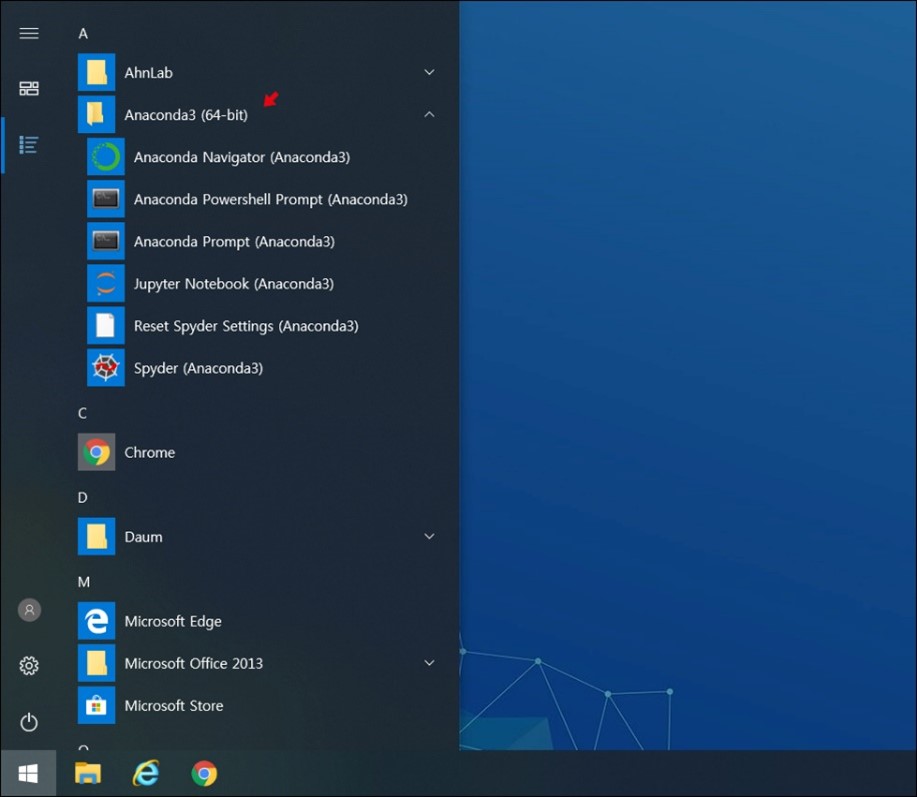 A
AhnLab
Anaconda3 (64-bit)
Anaconda Navigator (Anaconda3)
Anaconda Powershell Prompt (Anaconda3)
Anaconda Prompt (Anaconda3)
Jupyter Notebook (Anaconda3)
Reset Spyder Settings (Anaconda3)
Spyder (Anaconda3)
C
Chrome
D
Daum
M
Microsoft Edge
Microsoft Office 2013
Microsoft Store